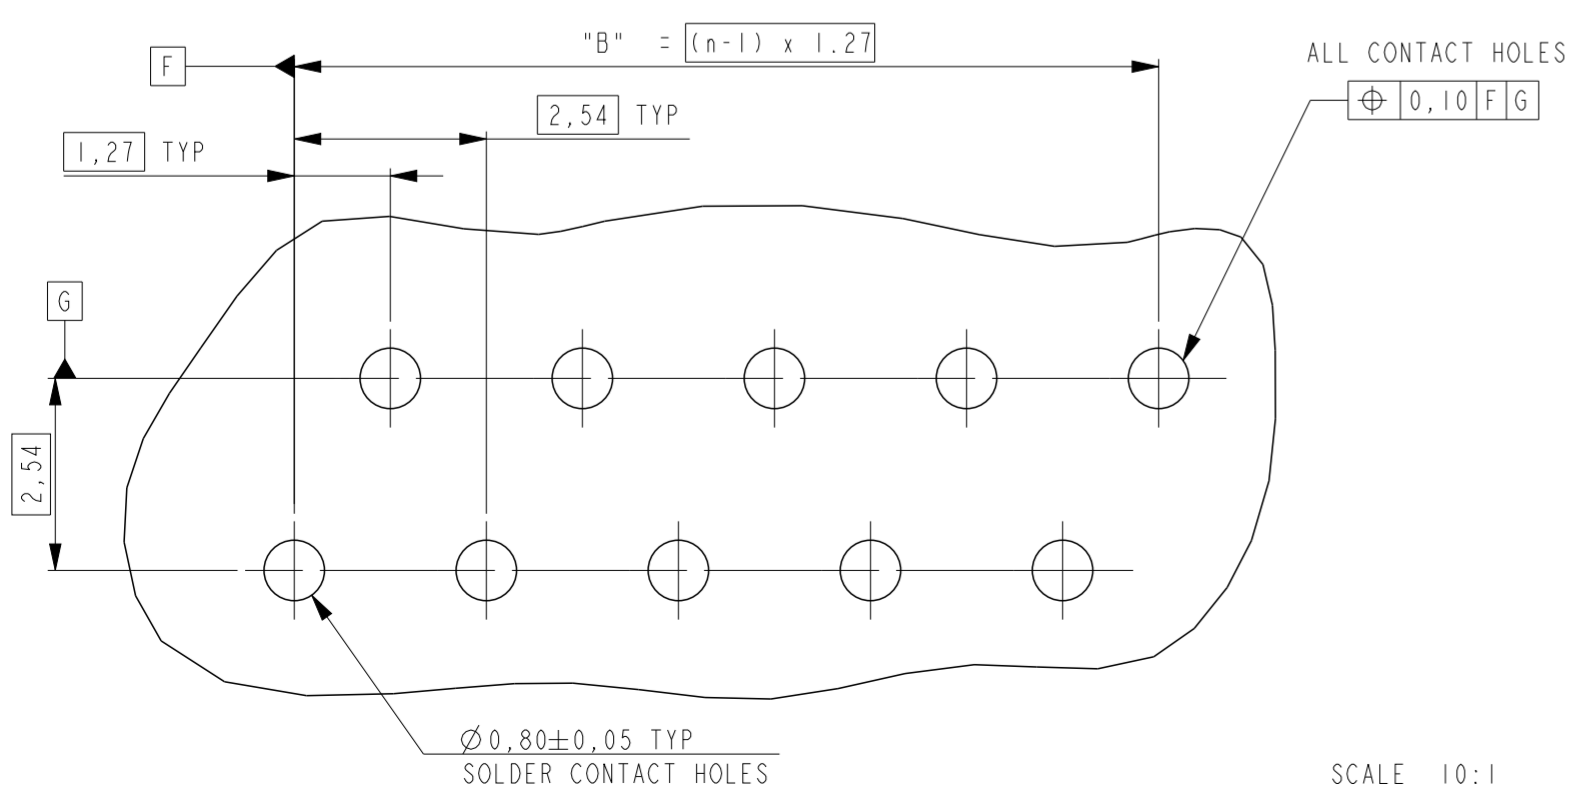 "B" = (n-1) x 1.27
ALL CONTACT HOLES
F
⌖ 0,10 F G
2,54 TYP
1,27 TYP
G
2,54
Ø0,80±0,05 TYP
SOLDER CONTACT HOLES
SCALE 10:1